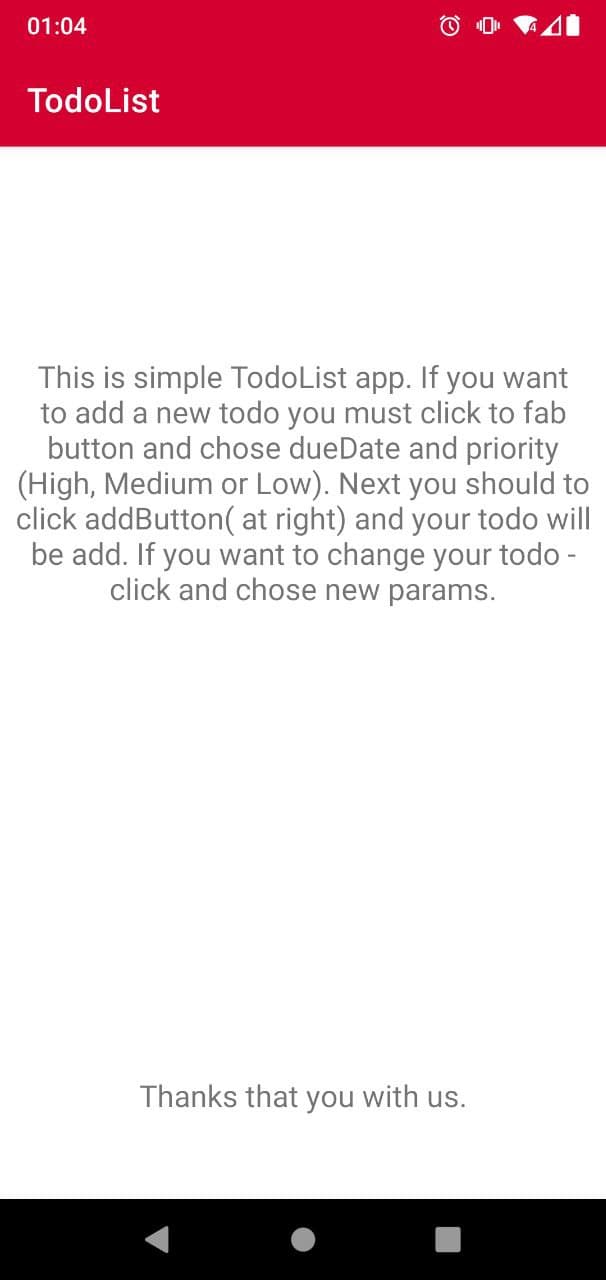 01:04
TodoList
This is simple TodoList app. If you want
to add a new todo you must click to fab
button and chose dueDate and priority
(High, Medium or Low). Next you should to
click addButton( at right) and your todo will
be add. If you want to change your todo -
click and chose new params.
Thanks that you with us.